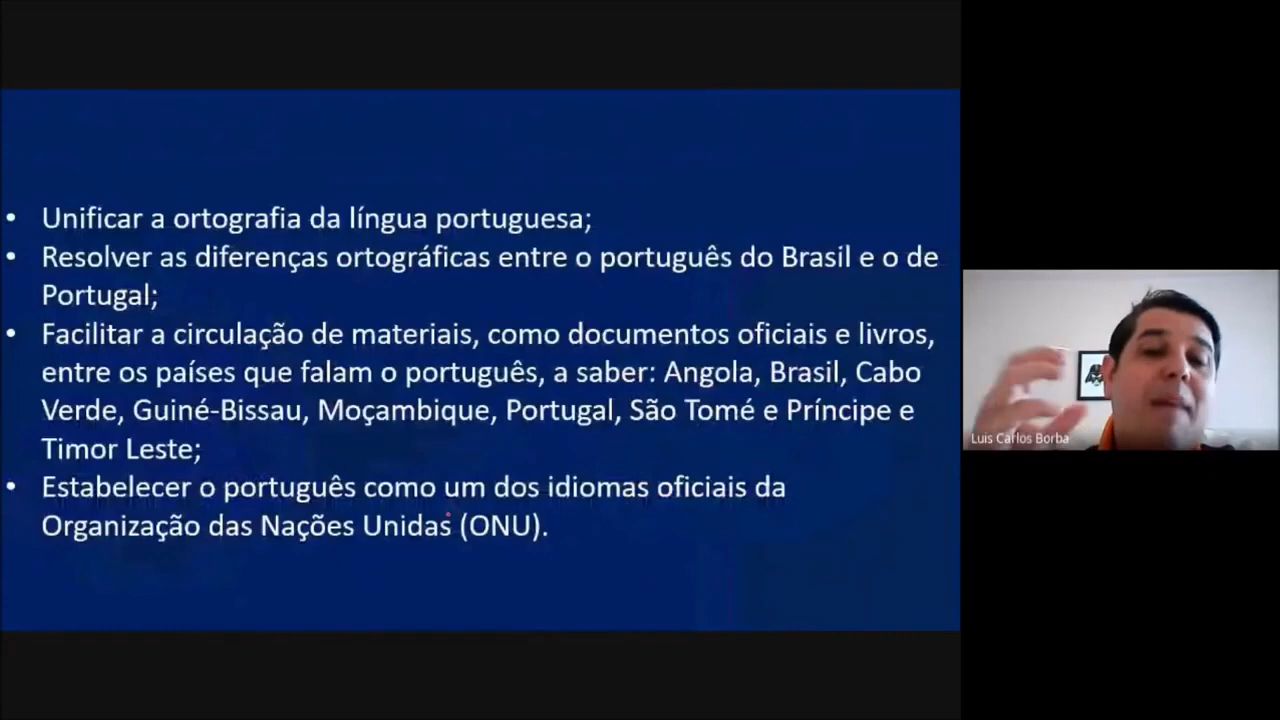 • Unificar a ortografia da língua portuguesa;
• Resolver as diferenças ortográficas entre o português do Brasil e o de
Portugal;
• Facilitar a circulação de materiais, como documentos oficiais e livros,
entre os países que falam o português, a saber: Angola, Brasil, Cabo
Verde, Guiné-Bissau, Moçambique, Portugal, São Tomé e Príncipe e
Timor Leste;
• Estabelecer o português como um dos idiomas oficiais da
Organização das Nações Unidas (ONU).
Luis Carlos Borba